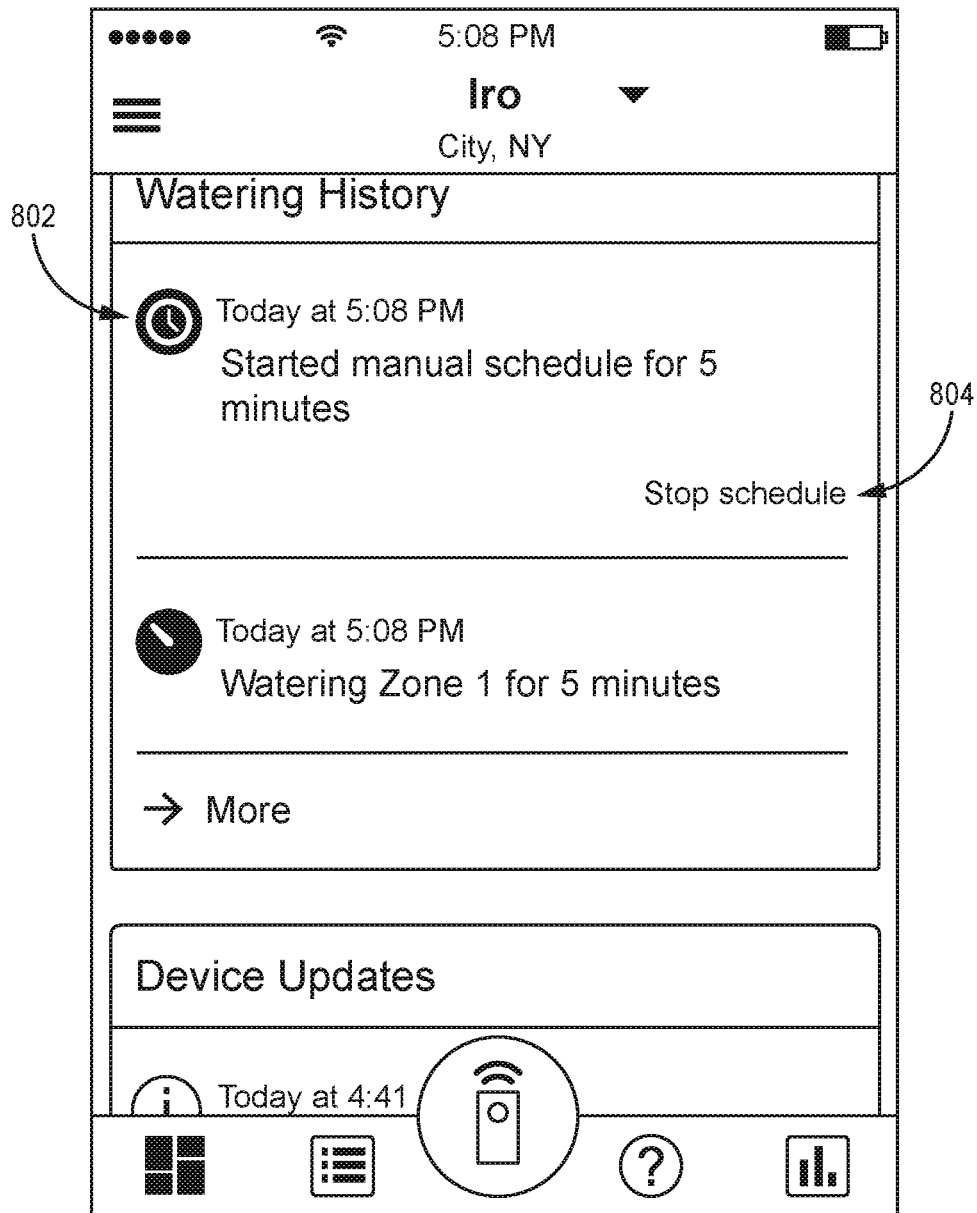 5:08 PM
Iro
City, NY
Watering History
802
Today at 5:08 PM
Started manual schedule for 5
minutes
804
Stop schedule
Today at 5:08 PM
Watering Zone 1 for 5 minutes
→ More
Device Updates
i Today at 4:41
?